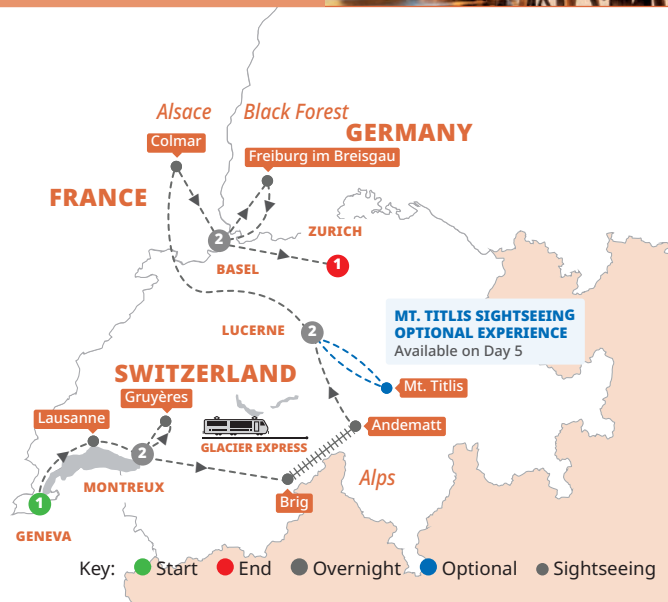 Alsace
Black Forest
GERMANY
Colmar
Freiburg im Breisgau
FRANCE
2
ZURICH
1
BASEL
MT. TITLIS SIGHTSEEING
OPTIONAL EXPERIENCE
Available on Day 5
LUCERNE
2
SWITZERLAND
Mt. Titlis
Gruyères
Lausanne
Andematt
GLACIER EXPRESS
2
MONTREUX
Alps
Brig
1
GENEVA
Key: Start End Overnight Optional Sightseeing